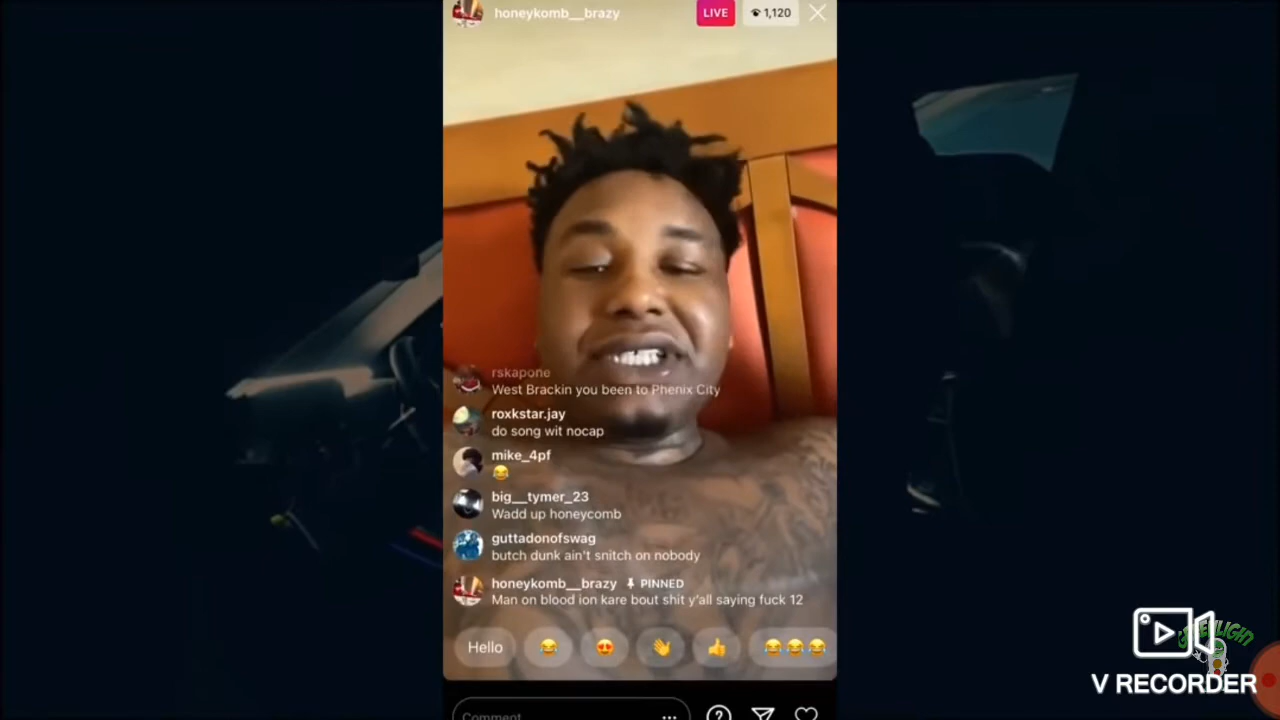 honeykomb__brazy
LIVE
1,120
rskapone
West Brackin you been to Phenix City
roxkstar.jay
do song wit nocap
mike_4pf
😂
big__tymer_23
Wadd up honeycomb
guttadonofswag
butch dunk ain't snitch on nobody
honeykomb__brazy PINNED
Man on blood ion kare bout shit y'all saying fuck 12
Hello 😂 😍 👋 👍 😂😂😂
Comment
V RECORDER